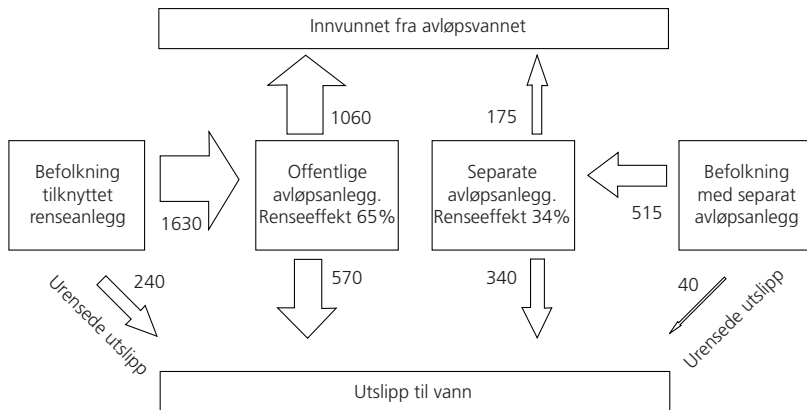 Innvunnet fra avløpsvannet
1060
175
Befolkning
tilknyttet
renseanlegg
1630
Offentlige
avløpsanlegg.
Renseeffekt 65%
Separate
avløpsanlegg.
Renseeffekt 34%
515
Befolkning
med separat
avløpsanlegg
Urensede utslipp
240
570
340
40
Urensede utslipp
Utslipp til vann